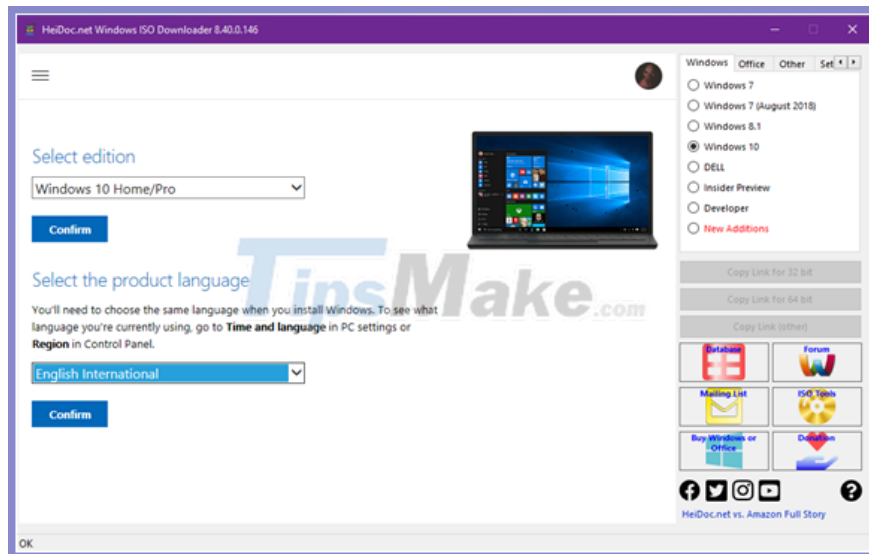 HeiDoc.net Windows ISO Downloader 8.40.0.146
Select edition
Windows 10 Home/Pro
Confirm
Select the product language
You'll need to choose the same language when you install Windows. To see what
language you're currently using, go to Time and language in PC settings or
Region in Control Panel.
English International
Confirm
TipsMake.com
Windows Office Other Set
Windows 7
Windows 7 (August 2018)
Windows 8.1
Windows 10
DELL
Insider Preview
Developer
New Additions
Copy Link for 32 bit
Copy Link for 64 bit
Copy Link (other)
Database Forum
Mailing List ISO Tools
Buy Windows or
Office
Donation
HeiDoc.net vs. Amazon Full Story
OK